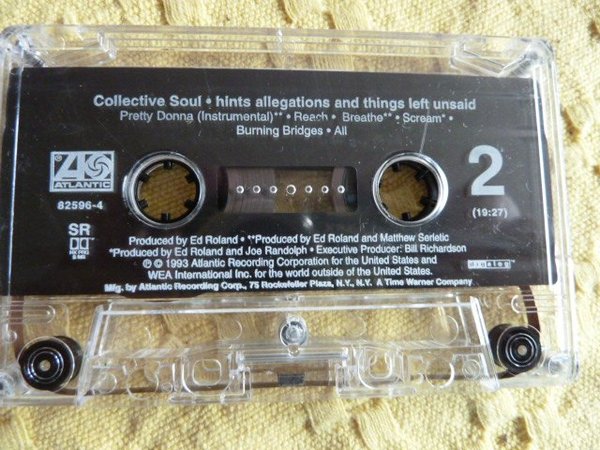 Collective Soul • hints allegations and things left unsaid
Pretty Donna (Instrumental)** • Reach • Breathe** • Scream*•
Burning Bridges • All
ATLANTIC
82596-4
2
(19:27)
SR
Produced by Ed Roland • **Produced by Ed Roland and Matthew Serletic
*Produced by Ed Roland and Joe Randolph • Executive Producer: Bill Richardson
℗ © 1993 Atlantic Recording Corporation for the United States and
WEA International Inc. for the world outside of the United States.
Mfg. by Atlantic Recording Corp., 75 Rockefeller Plaza, N.Y., N.Y. A Time Warner Company
digalog